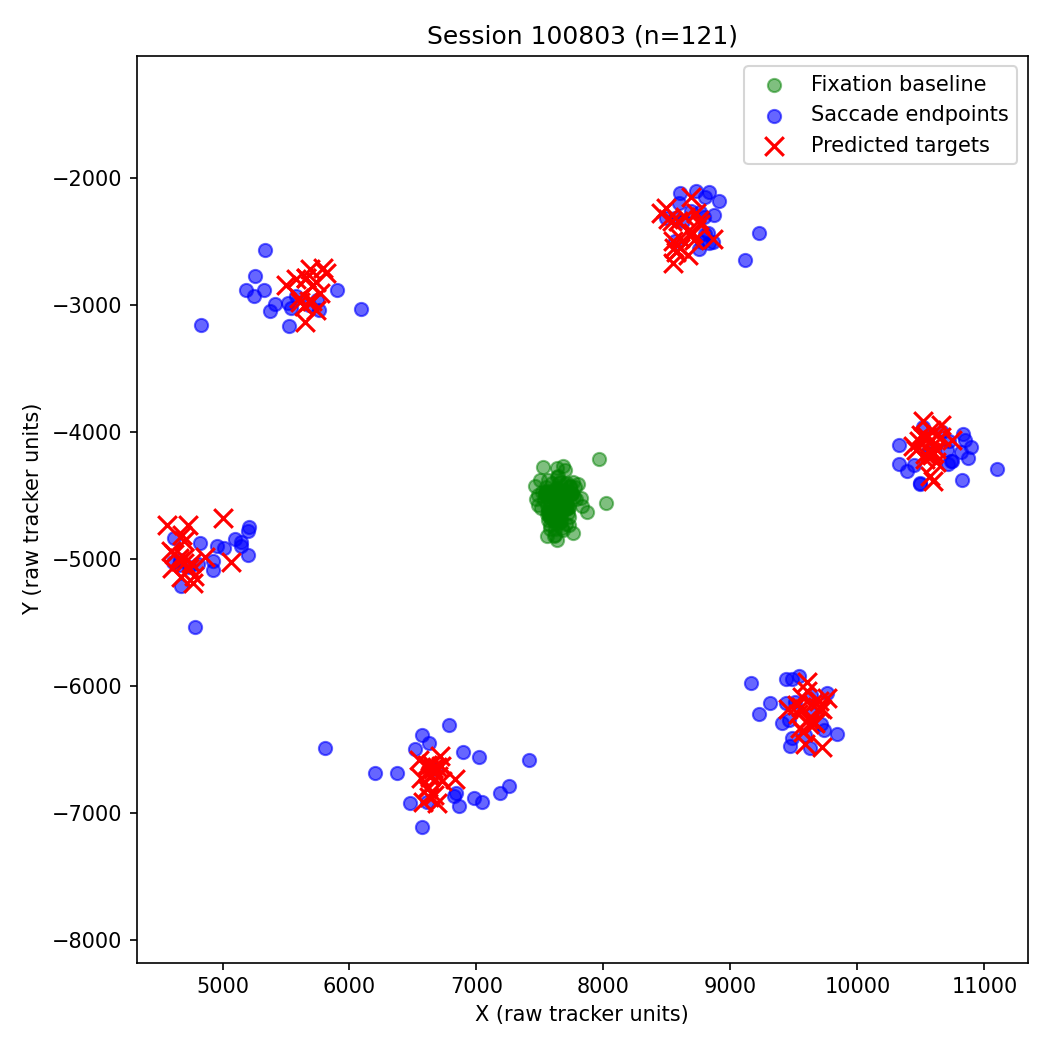 Session 100803 (n=121)
Fixation baseline
Saccade endpoints
Predicted targets
−2000
−3000
−4000
−5000
−6000
−7000
−8000
Y (raw tracker units)
5000 6000 7000 8000 9000 10000 11000
X (raw tracker units)